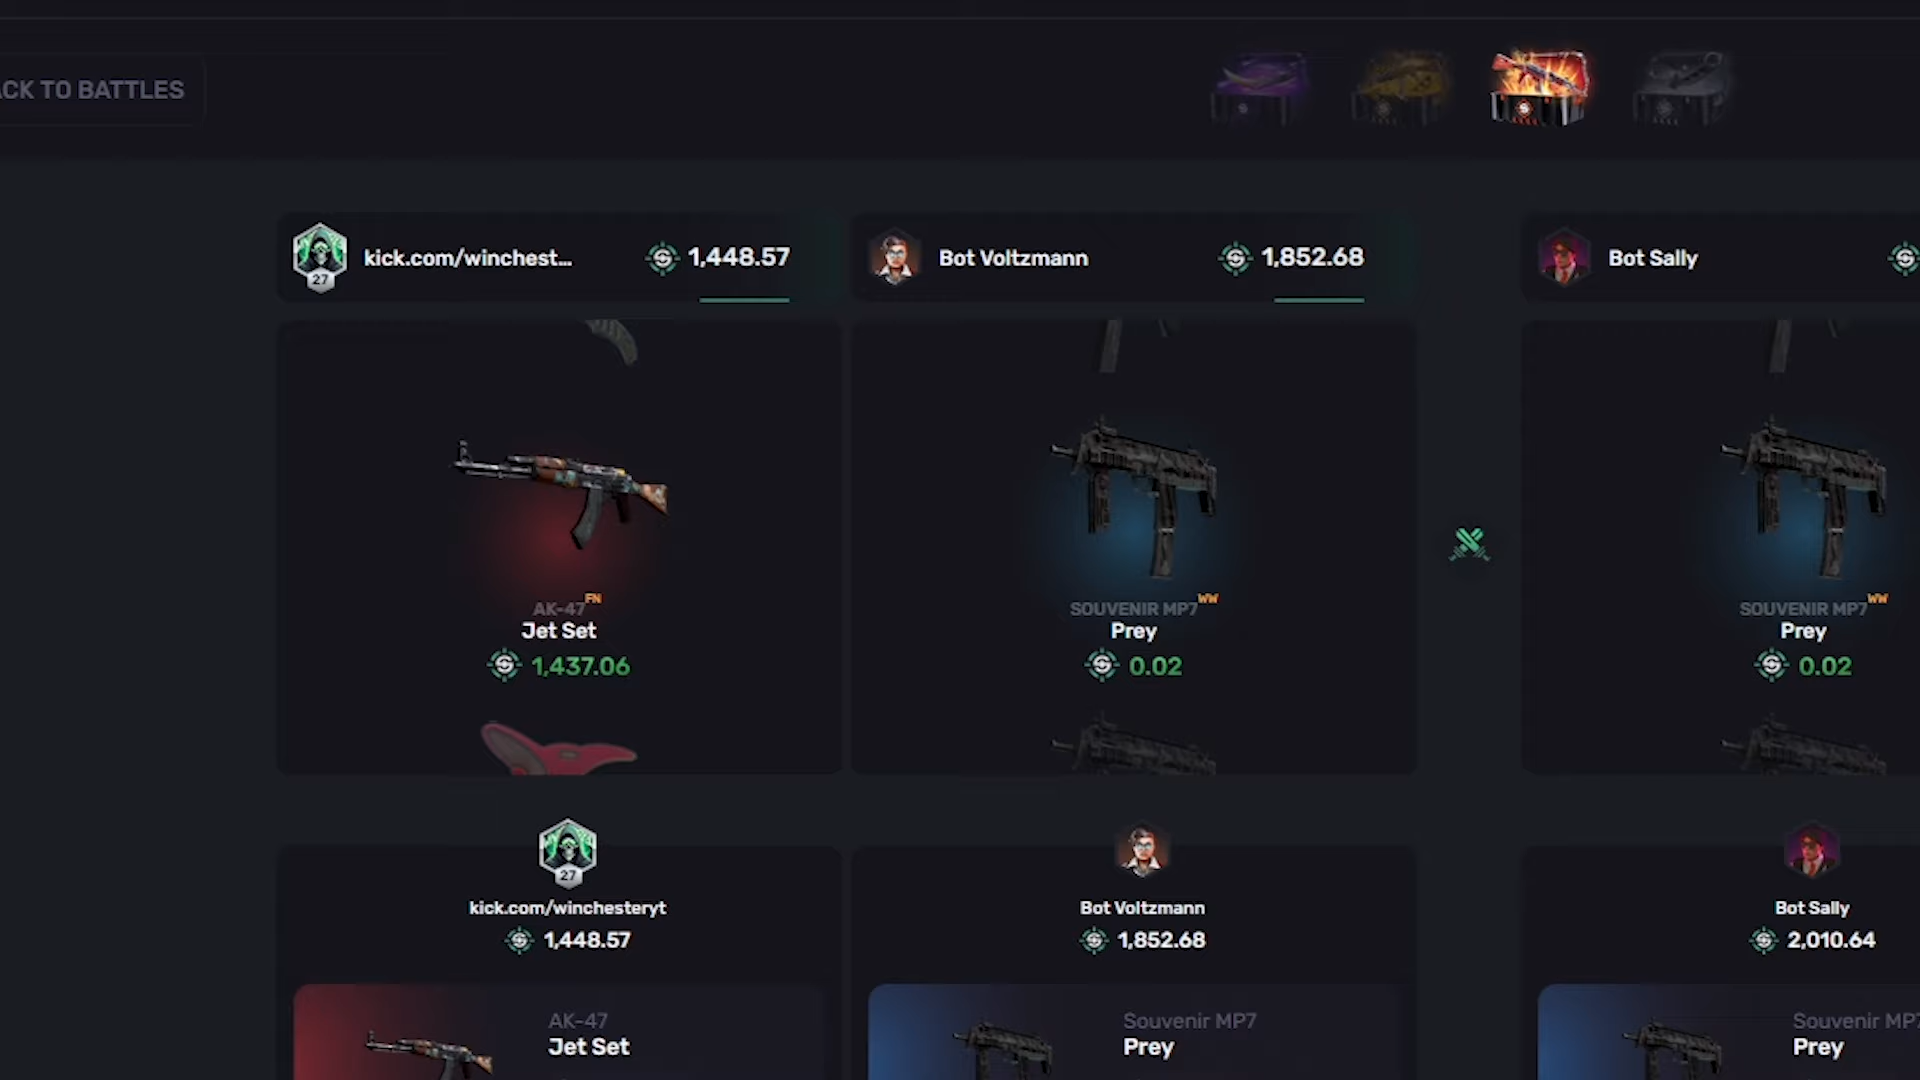 ACK TO BATTLES
27
kick.com/winchest...
1,448.57
Bot Voltzmann
1,852.68
Bot Sally
AK-47 FN
Jet Set
1,437.06
SOUVENIR MP7 WW
Prey
0.02
SOUVENIR MP7 WW
Prey
0.02
27
kick.com/winchesteryt
1,448.57
Bot Voltzmann
1,852.68
Bot Sally
2,010.64
AK-47
Jet Set
Souvenir MP7
Prey
Souvenir MP7
Prey